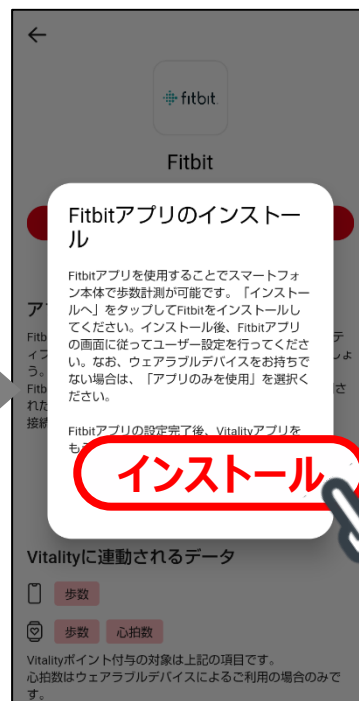 ←
fitbit
Fitbit
Fitbitアプリのインストー
ル
Fitbitアプリを使用することでスマートフォ
ン本体で歩数計測が可能です。「インストー
ルへ」をタップしてFitbitをインストールし
てください。インストール後、Fitbitアプリ
の画面に従ってユーザー設定を行ってくださ
い。なお、ウェアラブルデバイスをお持ちで
ない場合は、「アプリのみを使用」を選択く
ださい。
Fitbitアプリの設定完了後、Vitalityアプリを
も
インストール
Vitalityに連動されるデータ
歩数
歩数 心拍数
Vitalityポイント付与の対象は上記の項目です。
心拍数はウェアラブルデバイスによるご利用の場合のみで
す。